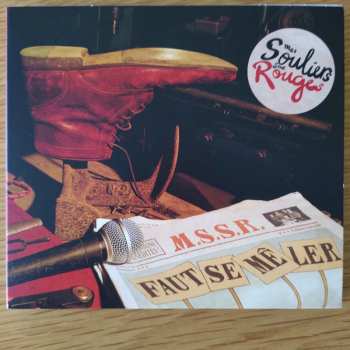 Mes
Souliers
sont
Rouges
M.S.S.R.
FAUT SE MÊLER